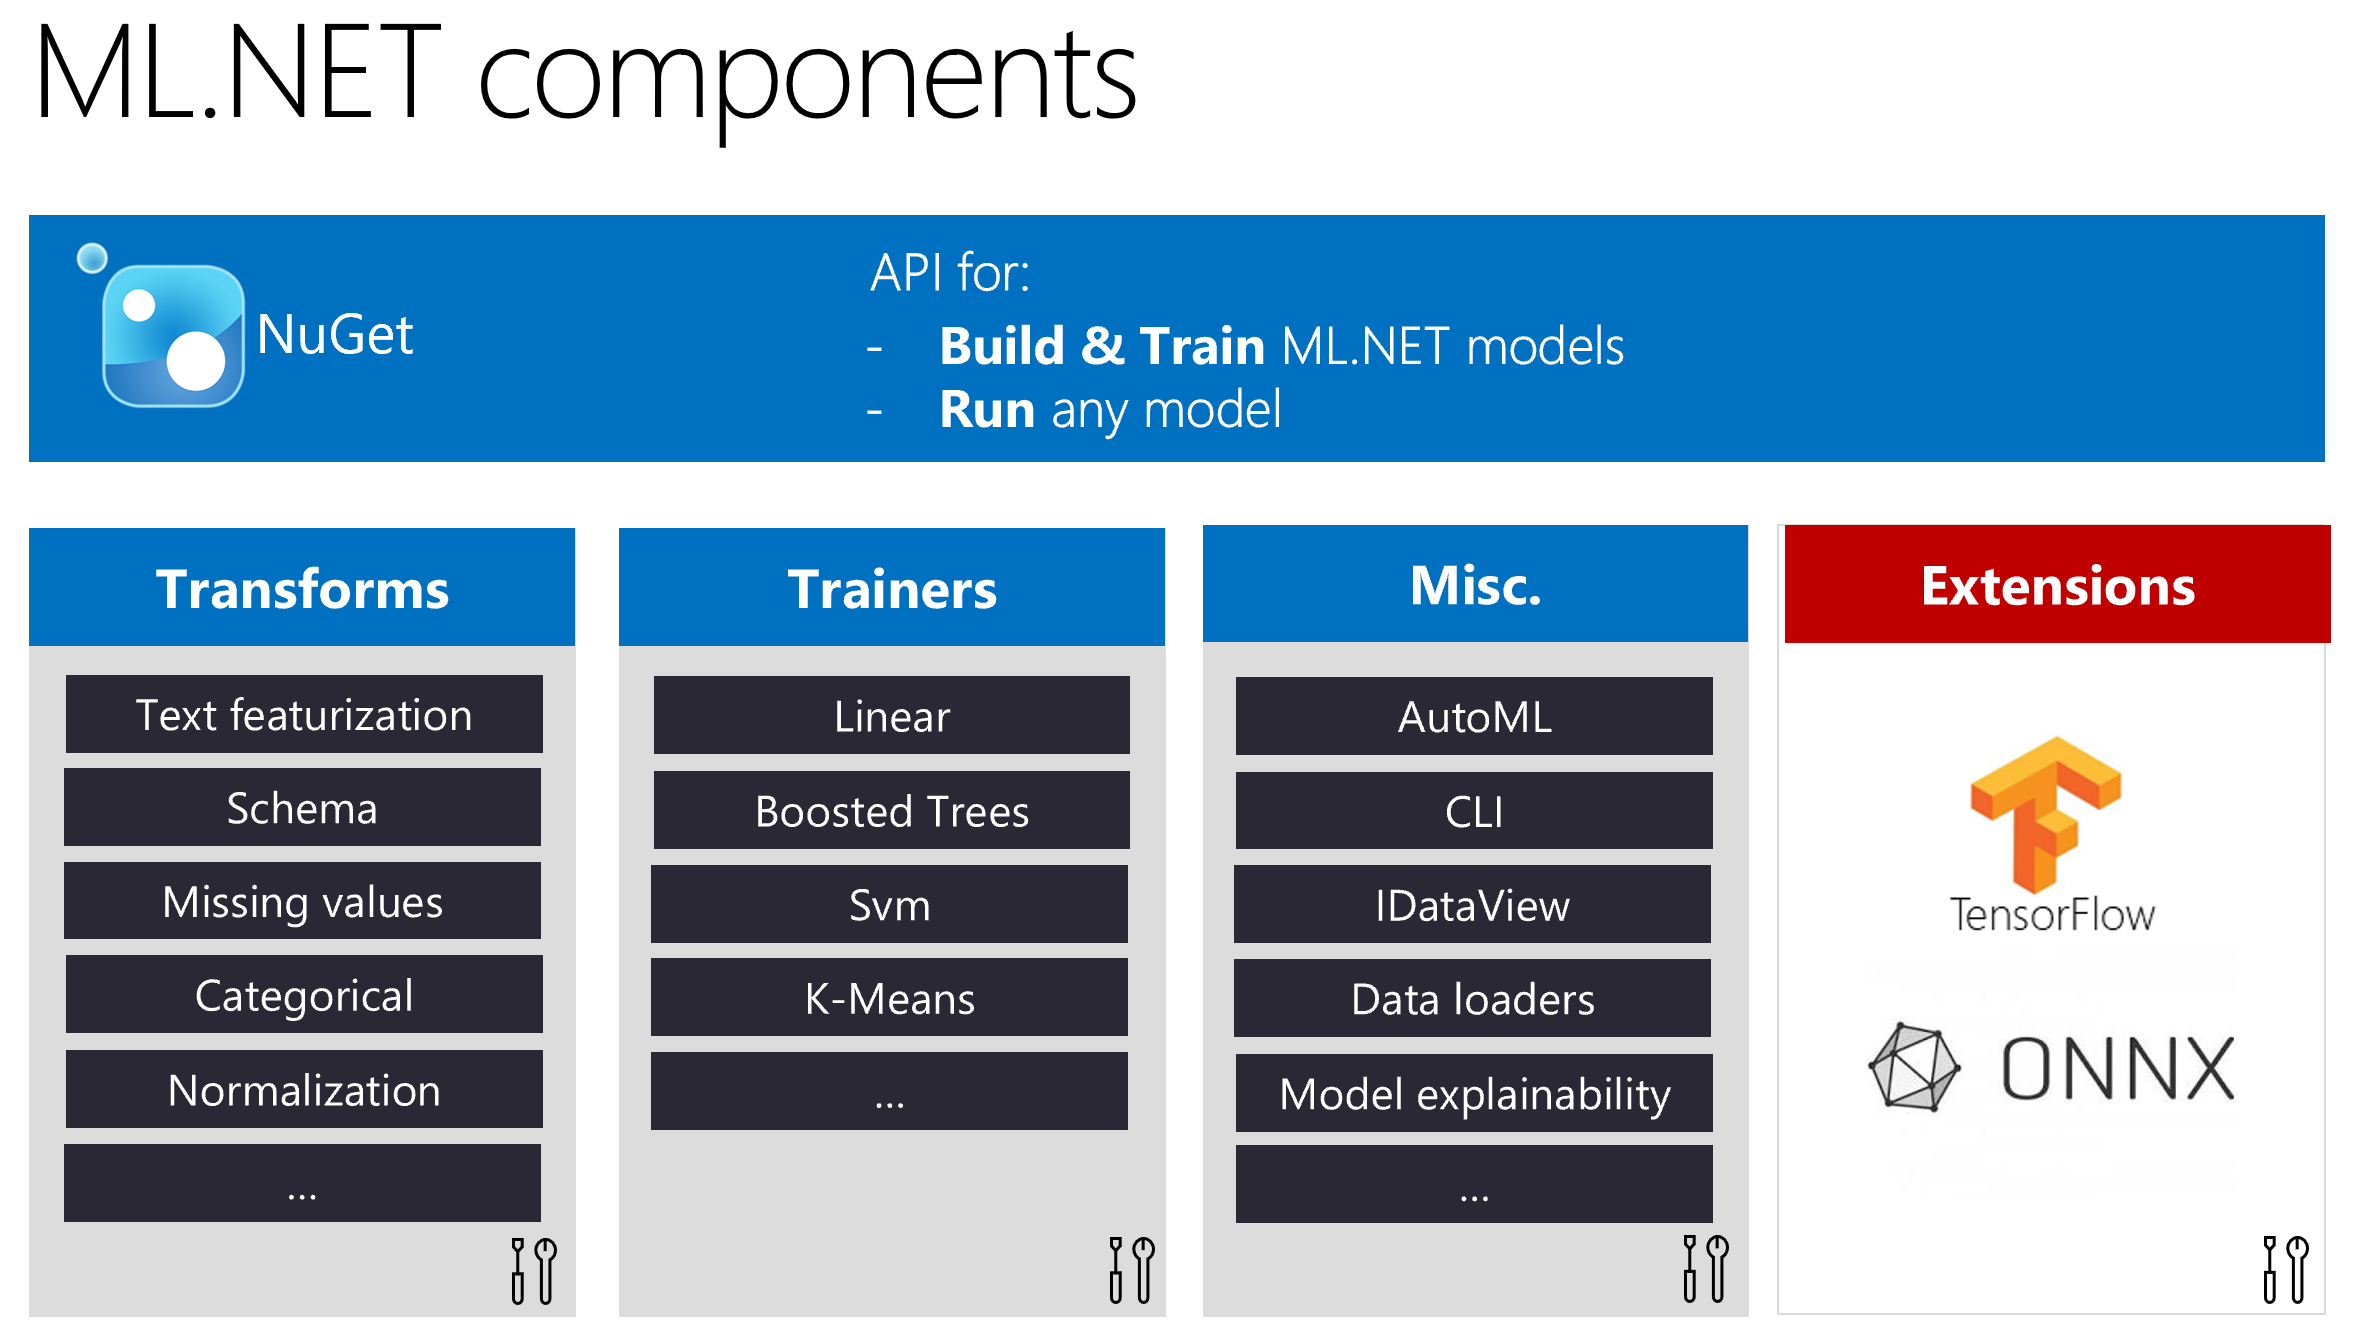 ML.NET components
NuGet
API for:
- Build & Train ML.NET models
- Run any model
Transforms
Text featurization
Schema
Missing values
Categorical
Normalization
...
Trainers
Linear
Boosted Trees
Svm
K-Means
...
Misc.
AutoML
CLI
IDataView
Data loaders
Model explainability
...
Extensions
TensorFlow
ONNX